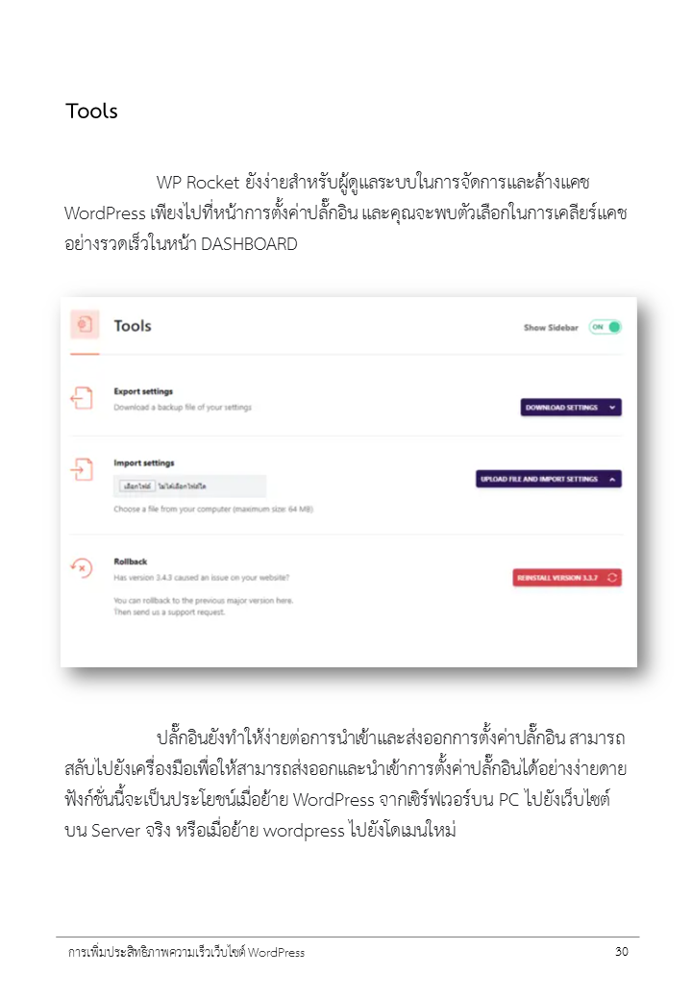 Tools
WP Rocket ยังง่ายสำหรับผู้ดูแลระบบในการจัดการและล้างแคช
WordPress เพียงไปที่หน้าการตั้งค่าปลั๊กอิน และคุณจะพบตัวเลือกในการเคลียร์แคช
อย่างรวดเร็วในหน้า DASHBOARD
Tools
Show Sidebar ON
Export settings
Download a backup file of your settings
DOWNLOAD SETTINGS
Import settings
เลือกไฟล์ ไม่ได้เลือกไฟล์ใด
UPLOAD FILE AND IMPORT SETTINGS
Choose a file from your computer (maximum size: 64 MB)
Rollback
Has version 3.4.3 caused an issue on your website?
REINSTALL VERSION 3.3.7
You can rollback to the previous major version here.
Then send us a support request.
ปลั๊กอินยังทำให้ง่ายต่อการนำเข้าและส่งออกการตั้งค่าปลั๊กอิน สามารถ
สลับไปยังเครื่องมือเพื่อให้สามารถส่งออกและนำเข้าการตั้งค่าปลั๊กอินได้อย่างง่ายดาย
ฟังก์ชั่นนี้จะเป็นประโยชน์เมื่อย้าย WordPress จากเซิร์ฟเวอร์บน PC ไปยังเว็บไซต์
บน Server จริง หรือเมื่อย้าย wordpress ไปยังโดเมนใหม่
การเพิ่มประสิทธิภาพความเร็วเว็บไซต์ WordPress 30